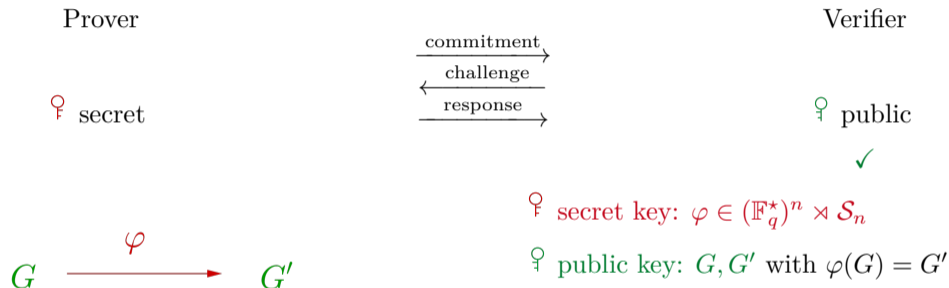 Prover Verifier
commitment
challenge
response
secret public
✓
secret key: φ ∈ (𝔽_q^⋆)^n ⋊ 𝒮_n
φ
public key: G, G′ with φ(G) = G′
G G′